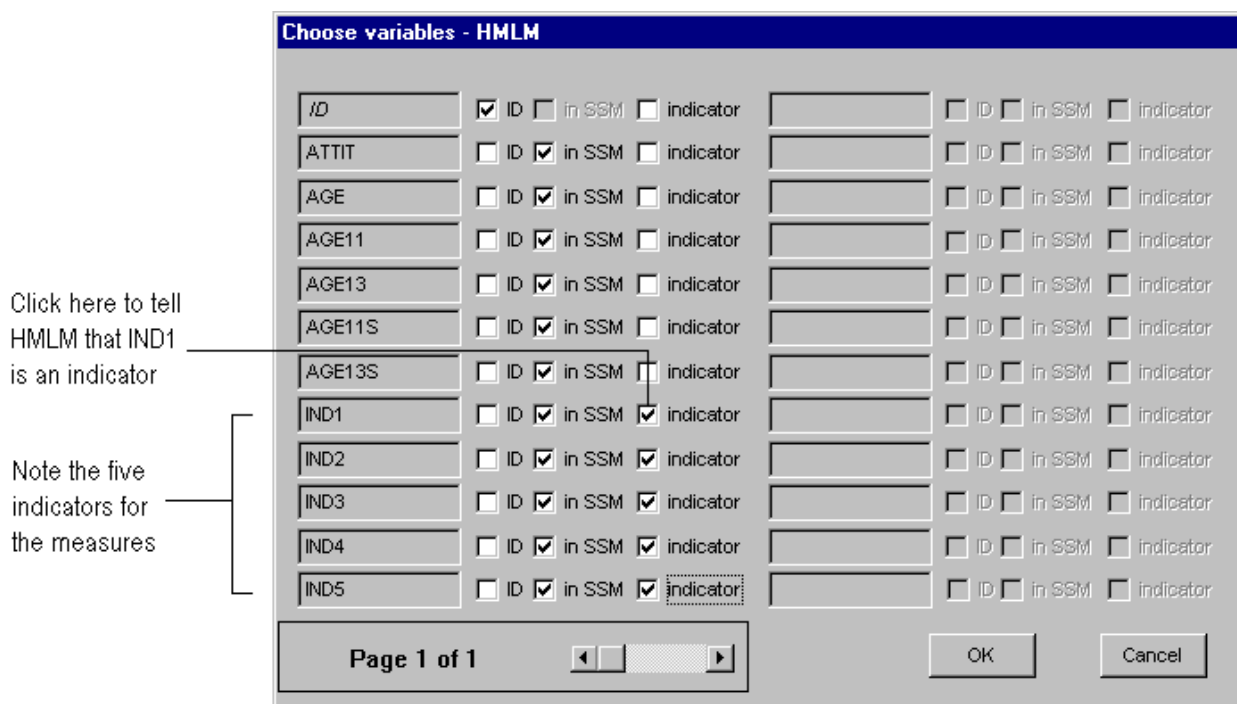 Choose variables - HMLM
ID ID in SSM indicator ID in SSM indicator
ATTIT ID in SSM indicator ID in SSM indicator
AGE ID in SSM indicator ID in SSM indicator
AGE11 ID in SSM indicator ID in SSM indicator
AGE13 ID in SSM indicator ID in SSM indicator
AGE11S ID in SSM indicator ID in SSM indicator
AGE13S ID in SSM indicator ID in SSM indicator
IND1 ID in SSM indicator ID in SSM indicator
IND2 ID in SSM indicator ID in SSM indicator
IND3 ID in SSM indicator ID in SSM indicator
IND4 ID in SSM indicator ID in SSM indicator
IND5 ID in SSM indicator ID in SSM indicator
Click here to tell
HMLM that IND1
is an indicator
Note the five
indicators for
the measures
Page 1 of 1
OK Cancel